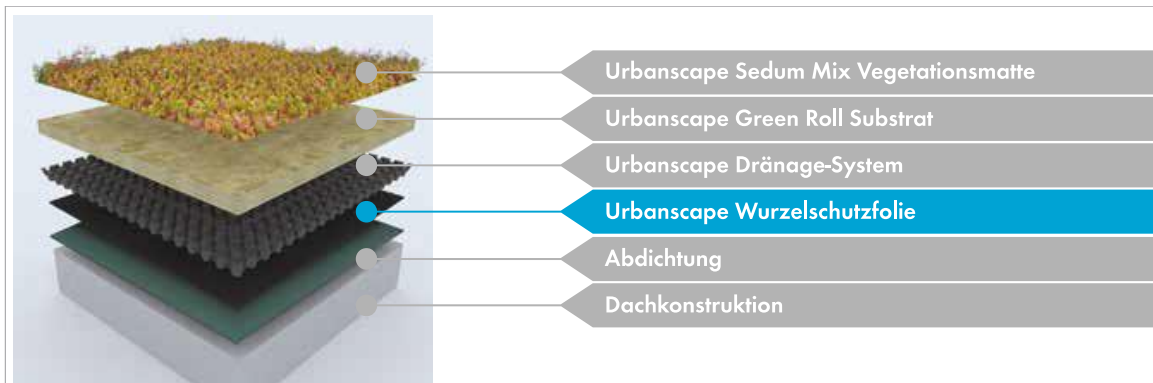 Urbanscape Sedum Mix Vegetationsmatte
Urbanscape Green Roll Substrat
Urbanscape Dränage-System
Urbanscape Wurzelschutzfolie
Abdichtung
Dachkonstruktion